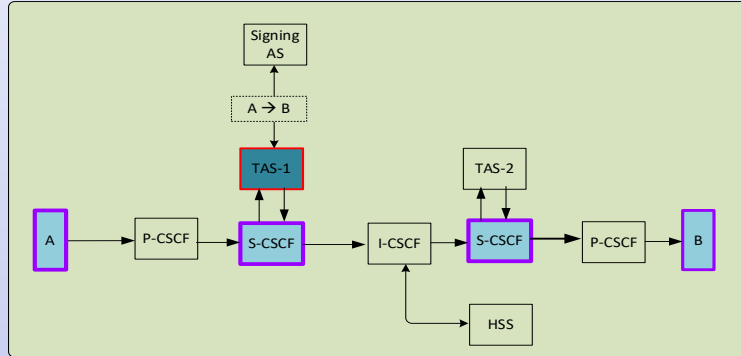 Signing
AS
A → B
TAS-1
TAS-2
A
P-CSCF
S-CSCF
I-CSCF
S-CSCF
P-CSCF
B
HSS